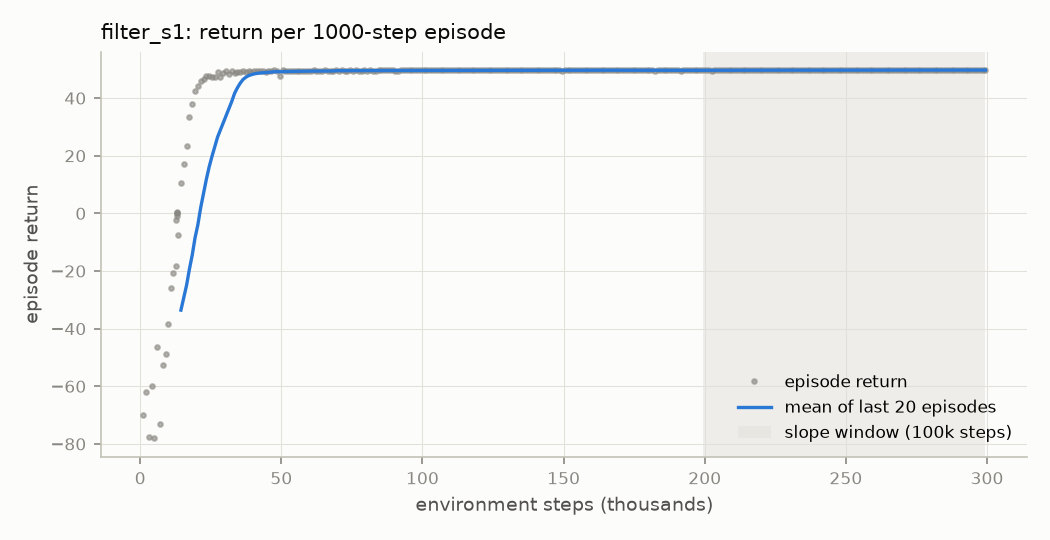 filter_s1: return per 1000-step episode
episode return
40
20
0
−20
−40
−60
−80
episode return
mean of last 20 episodes
slope window (100k steps)
0 50 100 150 200 250 300
environment steps (thousands)